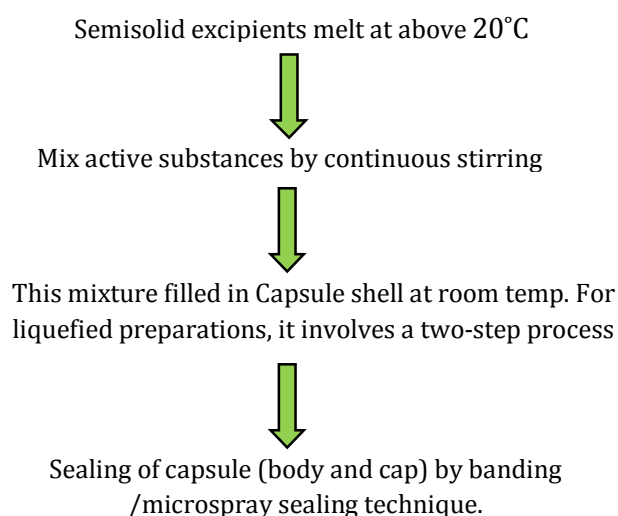 Semisolid excipients melt at above 20˚C
Mix active substances by continuous stirring
This mixture filled in Capsule shell at room temp. For
liquefied preparations, it involves a two-step process
Sealing of capsule (body and cap) by banding
/microspray sealing technique.